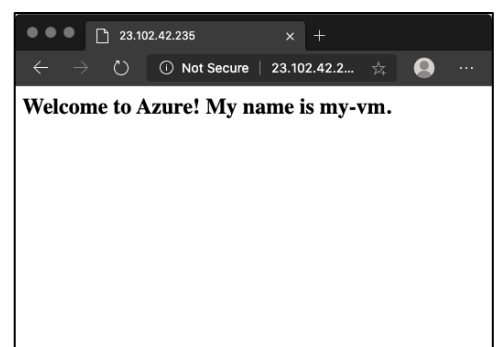 23.102.42.235
Not Secure | 23.102.42.2...
Welcome to Azure! My name is my-vm.